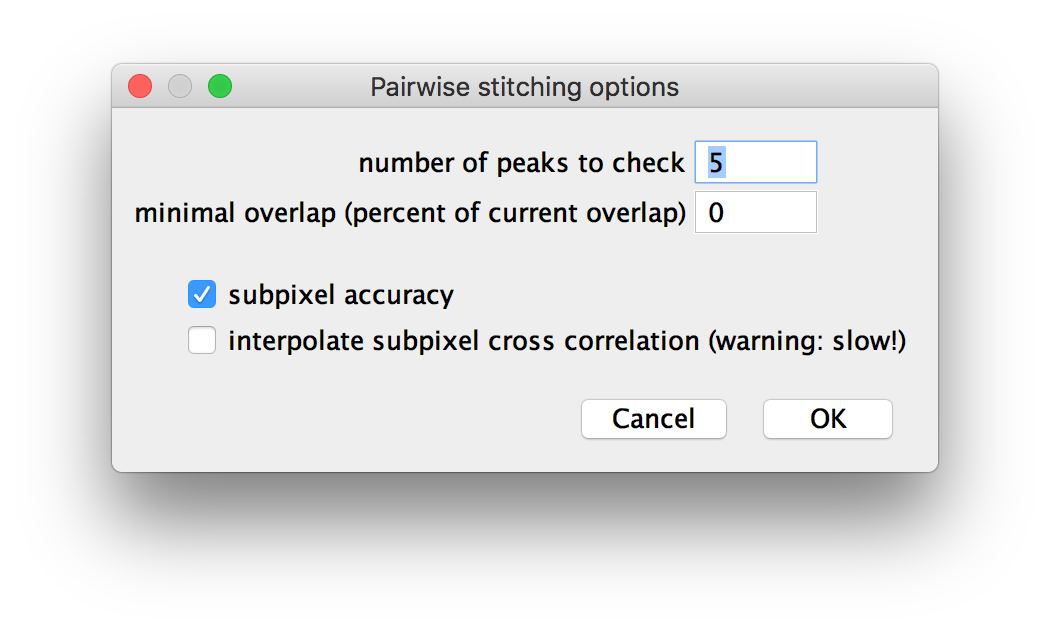 Pairwise stitching options
number of peaks to check 5
minimal overlap (percent of current overlap) 0
subpixel accuracy
interpolate subpixel cross correlation (warning: slow!)
Cancel OK